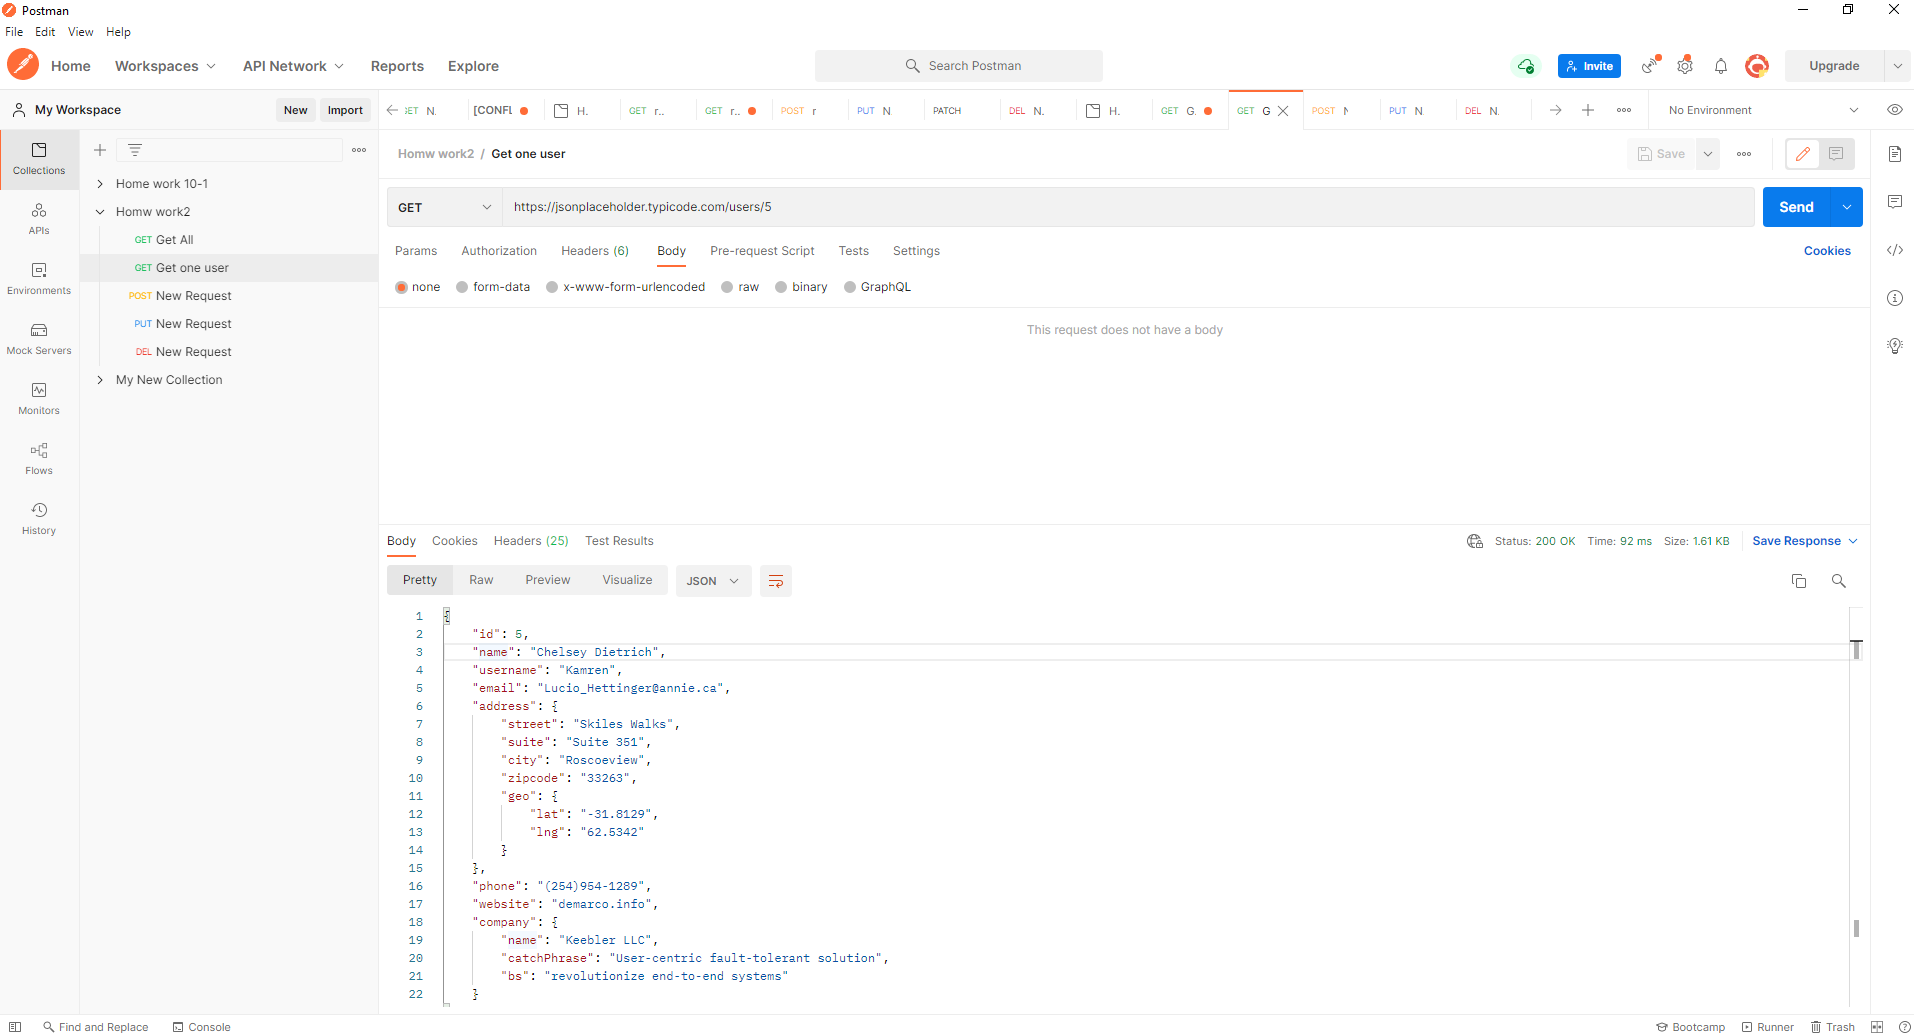 Postman
File Edit View Help
Home Workspaces API Network Reports Explore Search Postman Invite Upgrade
My Workspace New Import
GET N. [CONFL H. GET r.. GET r.. POST r PUT N PATCH DEL N. H. GET G. GET G POST N PUT N DEL N. No Environment
Collections
APIs
Environments
Mock Servers
Monitors
Flows
History
Home work 10-1
Homw work2
GET Get All
GET Get one user
POST New Request
PUT New Request
DEL New Request
My New Collection
Homw work2 / Get one user Save
GET https://jsonplaceholder.typicode.com/users/5 Send
Params Authorization Headers (6) Body Pre-request Script Tests Settings Cookies
none form-data x-www-form-urlencoded raw binary GraphQL
This request does not have a body
Body Cookies Headers (25) Test Results Status: 200 OK Time: 92 ms Size: 1.61 KB Save Response
Pretty Raw Preview Visualize JSON
1 {
2 "id": 5,
3 "name": "Chelsey Dietrich",
4 "username": "Kamren",
5 "email": "Lucio_Hettinger@annie.ca",
6 "address": {
7 "street": "Skiles Walks",
8 "suite": "Suite 351",
9 "city": "Roscoeview",
10 "zipcode": "33263",
11 "geo": {
12 "lat": "-31.8129",
13 "lng": "62.5342"
14 }
15 },
16 "phone": "(254)954-1289",
17 "website": "demarco.info",
18 "company": {
19 "name": "Keebler LLC",
20 "catchPhrase": "User-centric fault-tolerant solution",
21 "bs": "revolutionize end-to-end systems"
22 }
Find and Replace Console Bootcamp Runner Trash